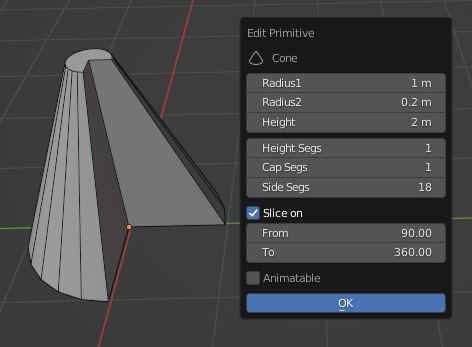 Edit Primitive
Cone
Radius1 1 m
Radius2 0.2 m
Height 2 m
Height Segs 1
Cap Segs 1
Side Segs 18
Slice on
From 90.00
To 360.00
Animatable
OK